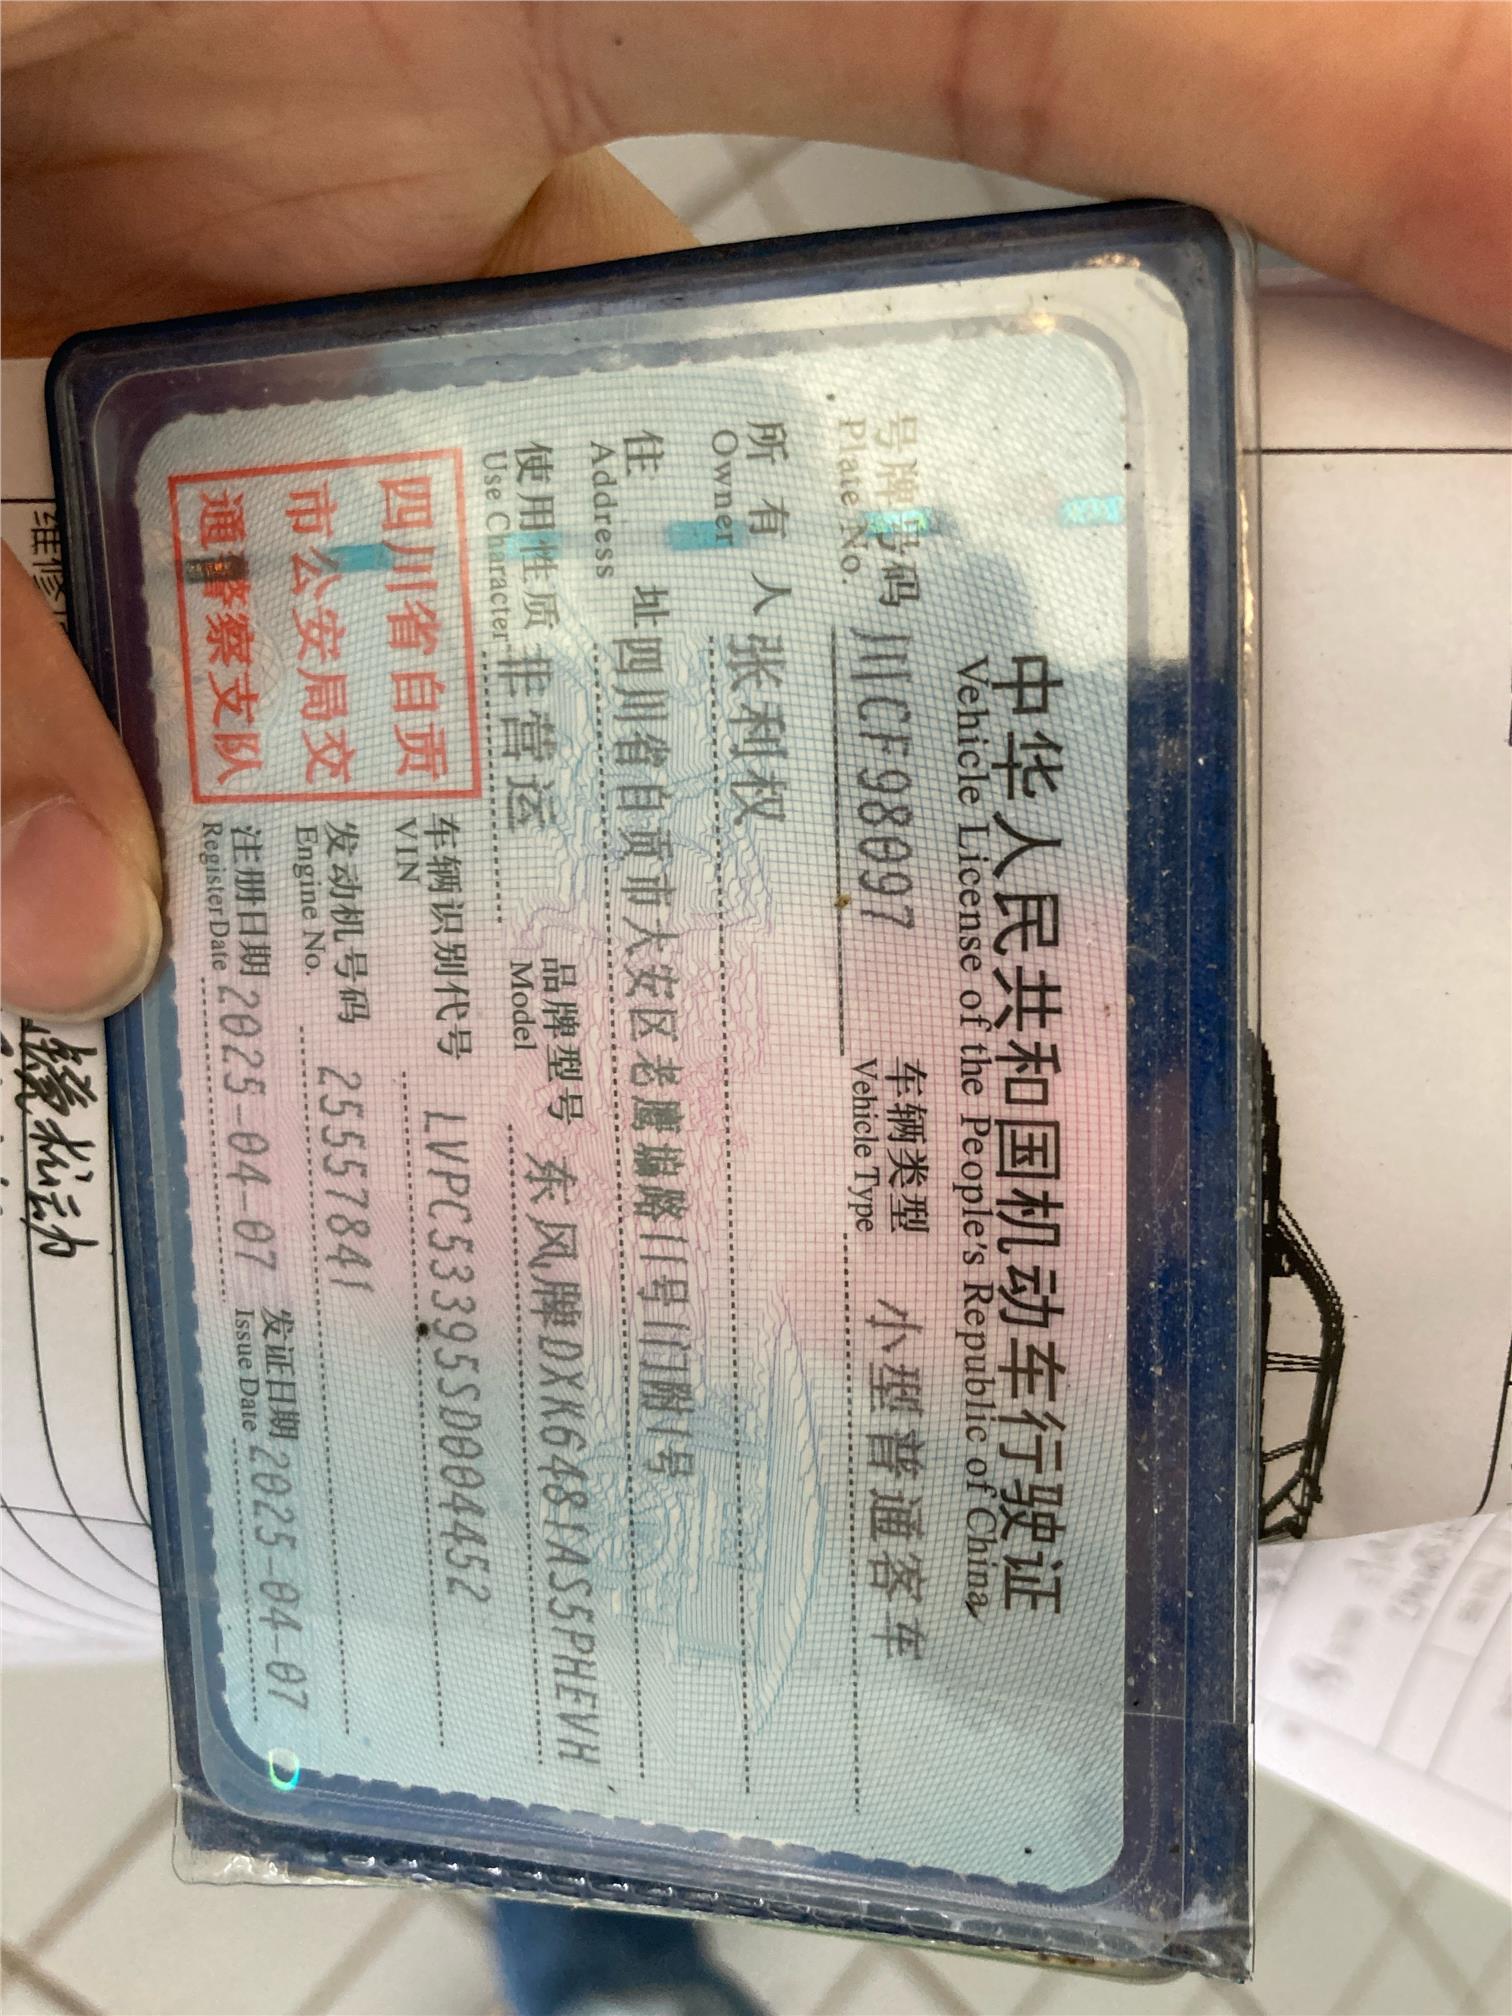 中华人民共和国机动车行驶证
Vehicle License of the People's Republic of China
号牌号码 川CF98097 车辆类型 小型普通客车
Plate No. Vehicle Type
所有人 张利权
Owner
住址 四川省自贡市大安区老鹰编路11号1门附1号
Address
使用性质 非营运 品牌型号 东风牌DXK6481AS5PHEVH
Use Character Model
四川省自贡
市公安局交
通警察支队
车辆识别代号 LVPC53395SD004452
VIN
发动机号码 25557841
Engine No.
注册日期 2025-04-07 发证日期 2025-04-07
Register Date Issue Date
维修